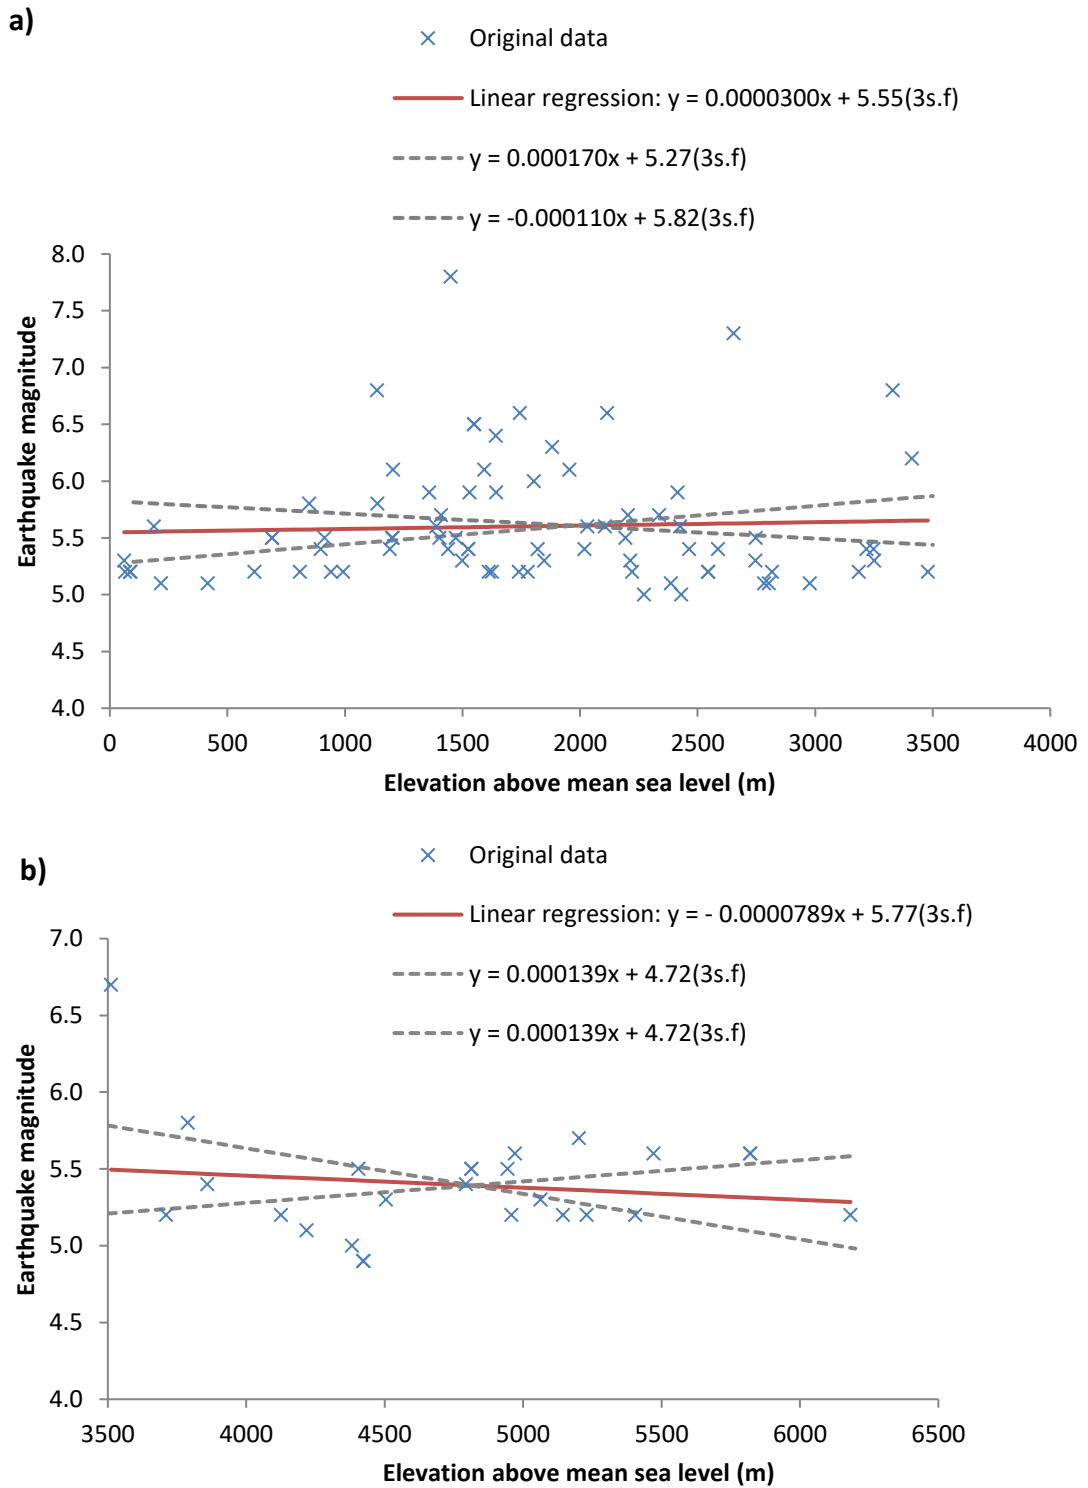 a)
Original data
Linear regression: y = 0.0000300x + 5.55(3s.f)
y = 0.000170x + 5.27(3s.f)
y = -0.000110x + 5.82(3s.f)
8.0
7.5
7.0
6.5
6.0
5.5
5.0
4.5
4.0
Earthquake magnitude
0 500 1000 1500 2000 2500 3000 3500 4000
Elevation above mean sea level (m)
b)
Original data
Linear regression: y = - 0.0000789x + 5.77(3s.f)
y = 0.000139x + 4.72(3s.f)
y = 0.000139x + 4.72(3s.f)
7.0
6.5
6.0
5.5
5.0
4.5
4.0
Earthquake magnitude
3500 4000 4500 5000 5500 6000 6500
Elevation above mean sea level (m)